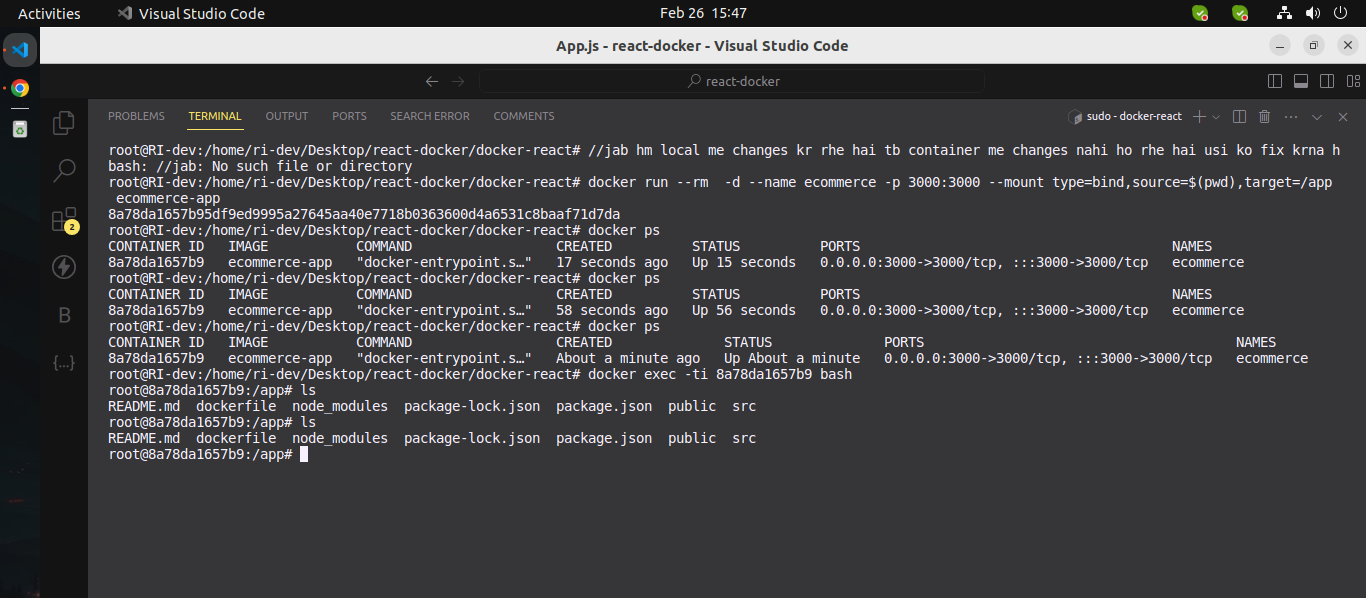 Activities
Visual Studio Code
Feb 26 15:47
App.js - react-docker - Visual Studio Code
react-docker
PROBLEMS TERMINAL OUTPUT PORTS SEARCH ERROR COMMENTS
sudo - docker-react
root@RI-dev:/home/ri-dev/Desktop/react-docker/docker-react# //jab hm local me changes kr rhe hai tb container me changes nahi ho rhe hai usi ko fix krna h
bash: //jab: No such file or directory
root@RI-dev:/home/ri-dev/Desktop/react-docker/docker-react# docker run --rm  -d --name ecommerce -p 3000:3000 --mount type=bind,source=$(pwd),target=/app
 ecommerce-app
8a78da1657b95df9ed9995a27645aa40e7718b0363600d4a6531c8baaf71d7da
root@RI-dev:/home/ri-dev/Desktop/react-docker/docker-react# docker ps
CONTAINER ID   IMAGE           COMMAND                  CREATED          STATUS          PORTS                                       NAMES
8a78da1657b9   ecommerce-app   "docker-entrypoint.s…"   17 seconds ago   Up 15 seconds   0.0.0.0:3000->3000/tcp, :::3000->3000/tcp   ecommerce
root@RI-dev:/home/ri-dev/Desktop/react-docker/docker-react# docker ps
CONTAINER ID   IMAGE           COMMAND                  CREATED          STATUS          PORTS                                       NAMES
8a78da1657b9   ecommerce-app   "docker-entrypoint.s…"   58 seconds ago   Up 56 seconds   0.0.0.0:3000->3000/tcp, :::3000->3000/tcp   ecommerce
root@RI-dev:/home/ri-dev/Desktop/react-docker/docker-react# docker ps
CONTAINER ID   IMAGE           COMMAND                  CREATED              STATUS              PORTS                                       NAMES
8a78da1657b9   ecommerce-app   "docker-entrypoint.s…"   About a minute ago   Up About a minute   0.0.0.0:3000->3000/tcp, :::3000->3000/tcp   ecommerce
root@RI-dev:/home/ri-dev/Desktop/react-docker/docker-react# docker exec -ti 8a78da1657b9 bash
root@8a78da1657b9:/app# ls
README.md  dockerfile  node_modules  package-lock.json  package.json  public  src
root@8a78da1657b9:/app# ls
README.md  dockerfile  node_modules  package-lock.json  package.json  public  src
root@8a78da1657b9:/app#
2
B
{...}